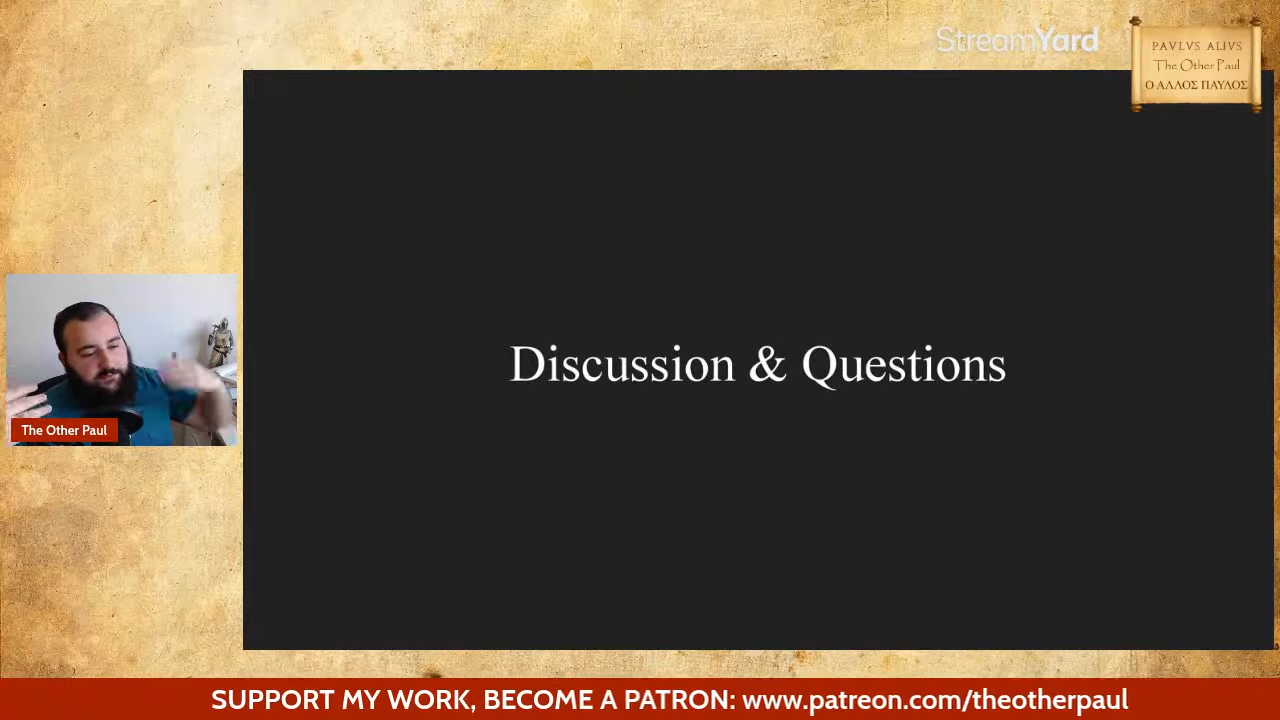 StreamYard
PAVLVS ALIVS
The Other Paul
Ο ΑΛΛΟΣ ΠΑΥΛΟΣ
Discussion & Questions
The Other Paul
SUPPORT MY WORK, BECOME A PATRON: www.patreon.com/theotherpaul